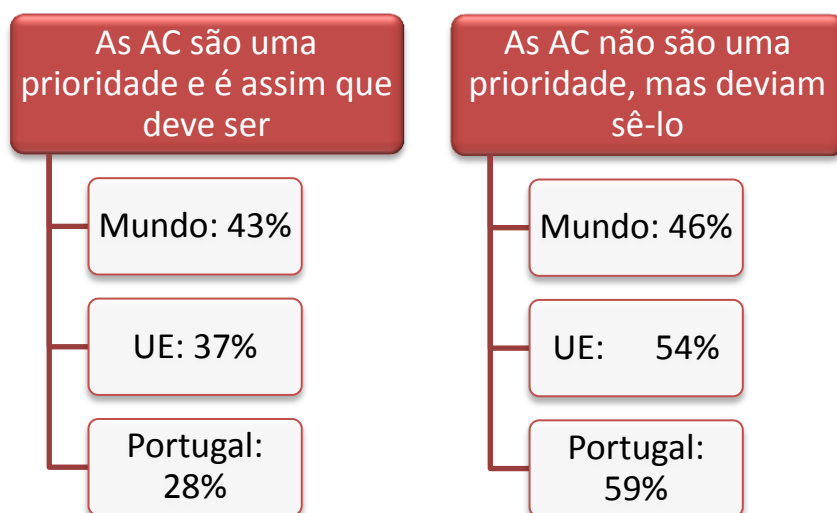 As AC são uma
prioridade e é assim que
deve ser
Mundo: 43%
UE: 37%
Portugal:
28%
As AC não são uma
prioridade, mas deviam
sê-lo
Mundo: 46%
UE: 54%
Portugal:
59%